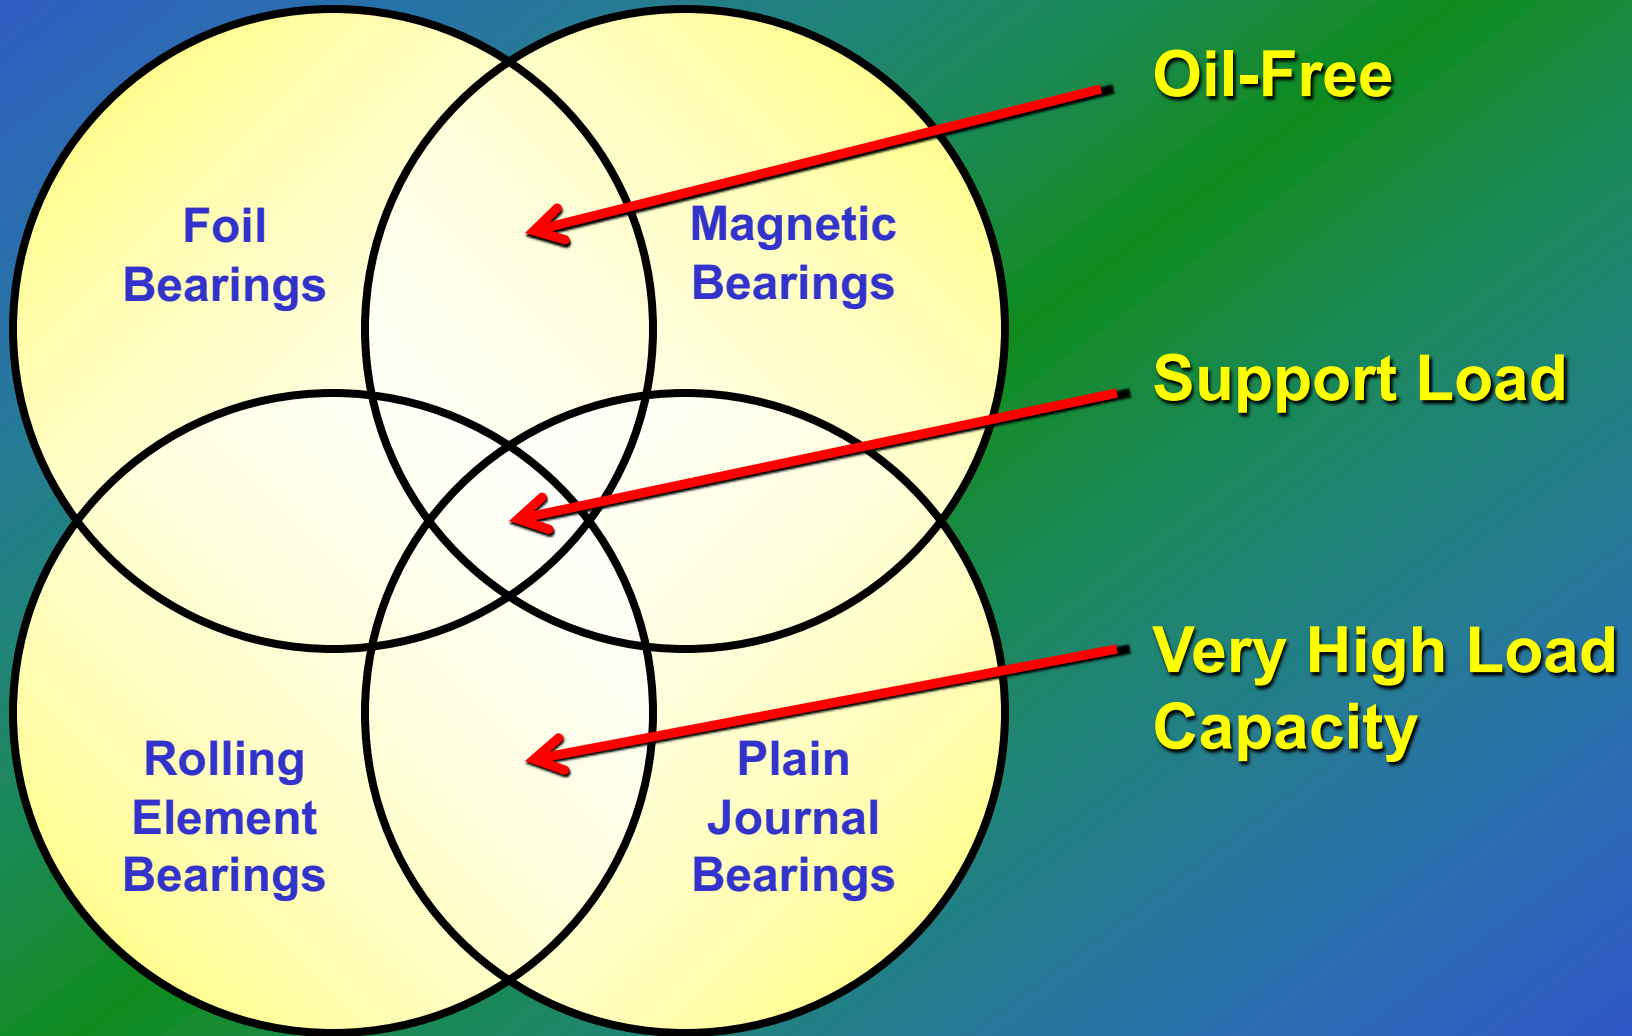 Oil-Free
Foil
Bearings
Magnetic
Bearings
Support Load
Very High Load
Capacity
Rolling
Element
Bearings
Plain
Journal
Bearings